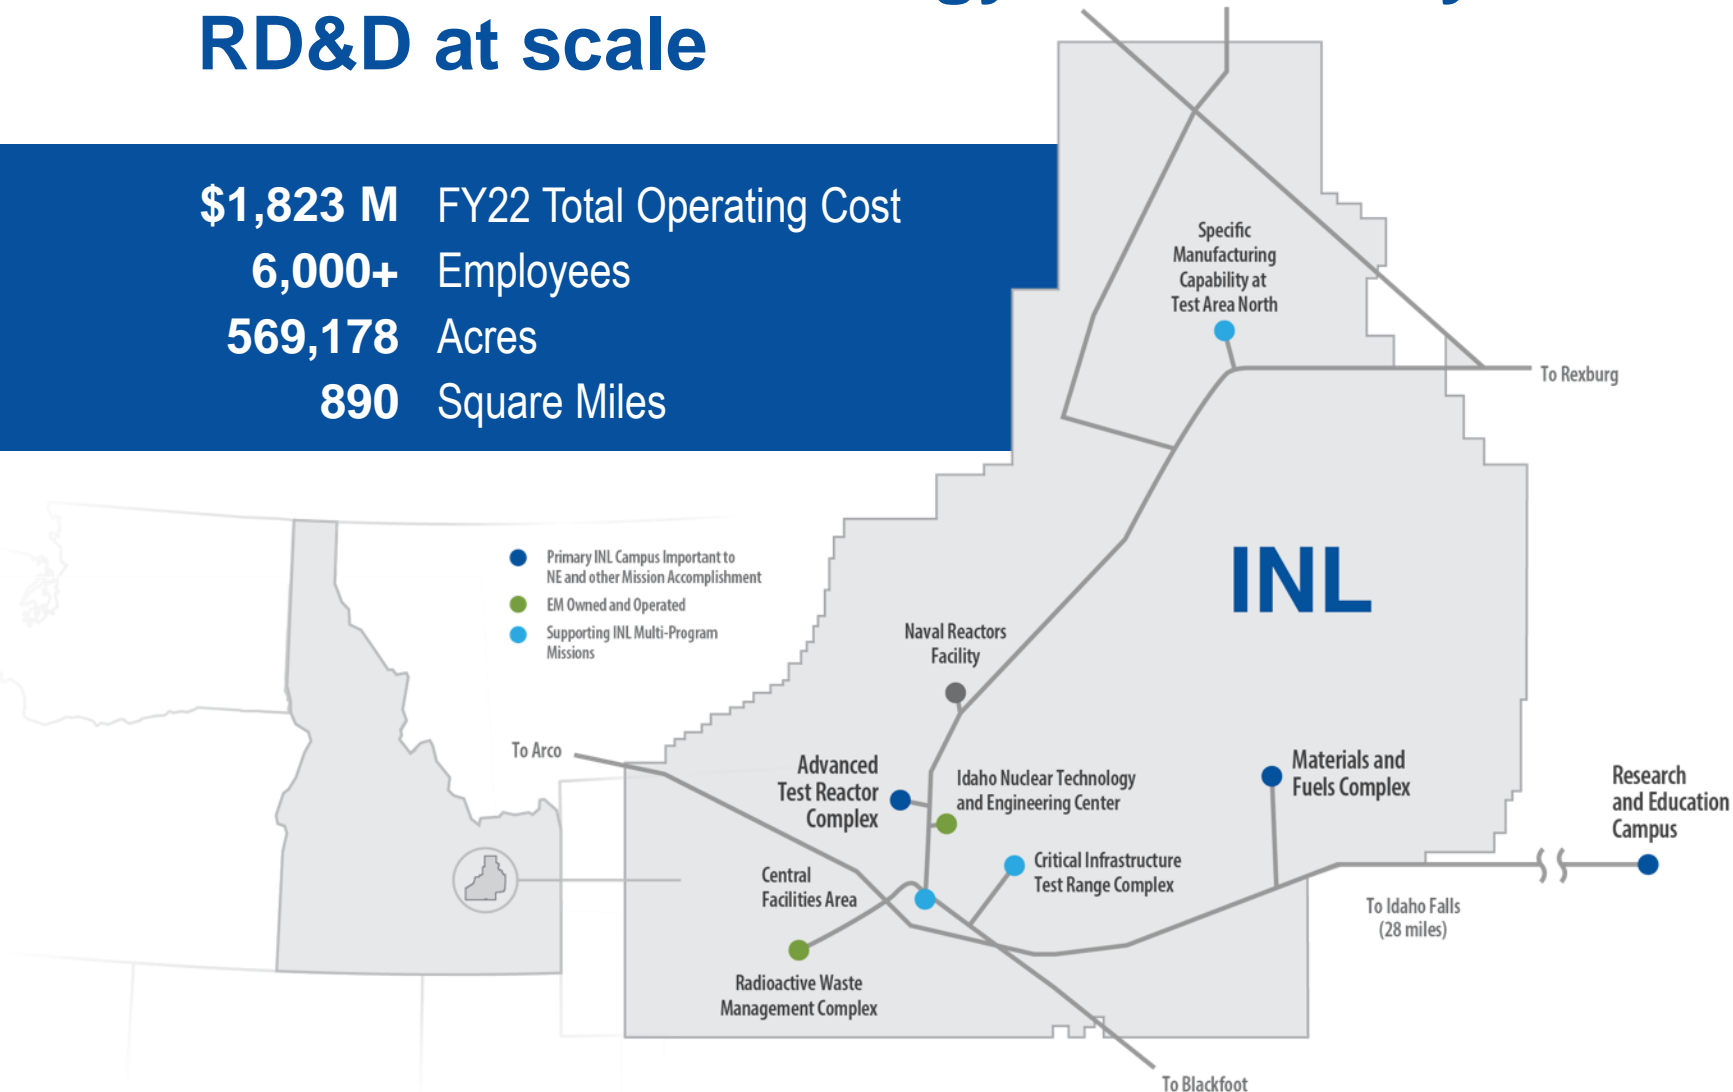 RD&D at scale
$1,823 M FY22 Total Operating Cost
6,000+ Employees
569,178 Acres
890 Square Miles
Specific
Manufacturing
Capability at
Test Area North
To Rexburg
INL
Primary INL Campus Important to
NE and other Mission Accomplishment
EM Owned and Operated
Supporting INL Multi-Program
Missions
Naval Reactors
Facility
To Arco
Advanced
Test Reactor
Complex
Idaho Nuclear Technology
and Engineering Center
Materials and
Fuels Complex
Research
and Education
Campus
Central
Facilities Area
Critical Infrastructure
Test Range Complex
To Idaho Falls
(28 miles)
Radioactive Waste
Management Complex
To Blackfoot